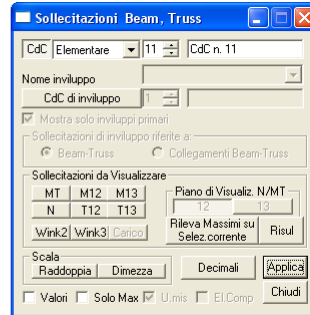 Sollecitazioni Beam, Truss
CdC Elementare 11 CdC n. 11
Nome inviluppo
CdC di inviluppo 1
Mostra solo inviluppi primari
Sollecitazioni di inviluppo riferite a:
Beam-Truss Collegamenti Beam-Truss
Sollecitazioni da Visualizzare
MT M12 M13
N T12 T13
Wink2 Wink3 Carico
Piano di Visualiz. N/MT
12 13
Rileva Massimi su Selez.corrente Risul
Scala
Raddoppia Dimezza
Decimali Applica
Valori Solo Max U.mis El.Comp Chiudi